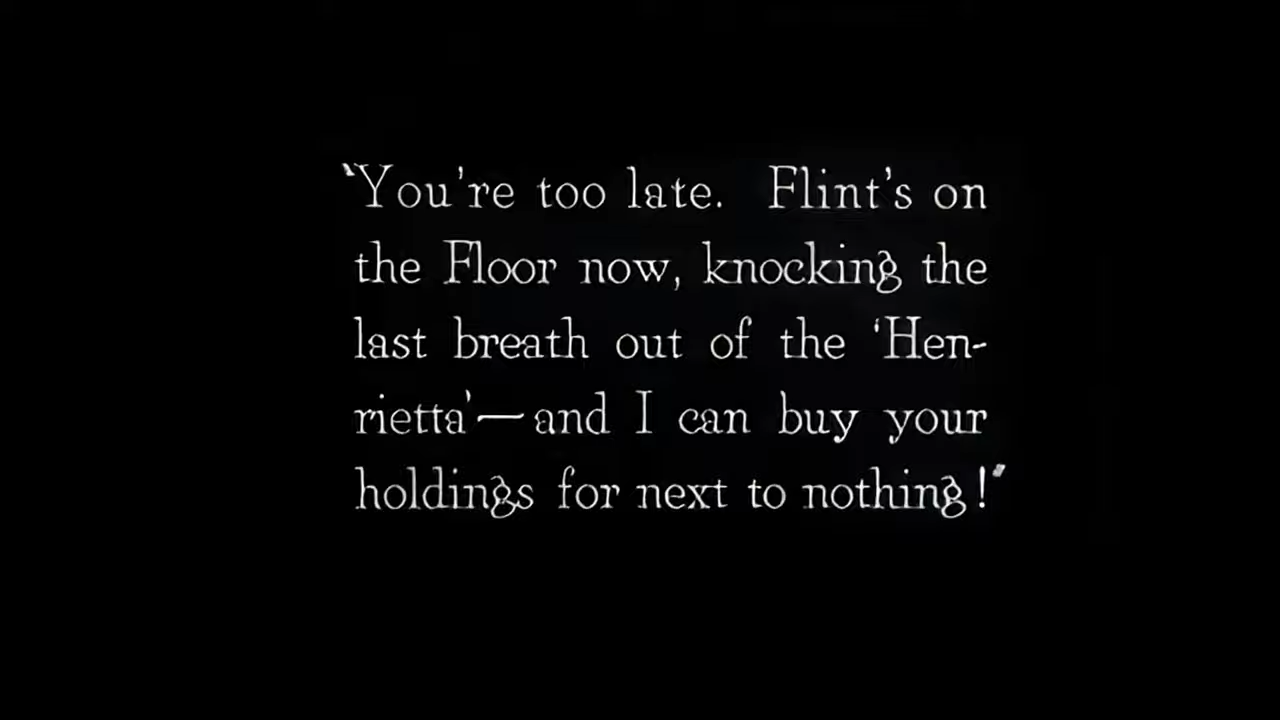 "You're too late. Flint's on
the Floor now, knocking the
last breath out of the 'Hen-
rietta'—and I can buy your
holdings for next to nothing!"